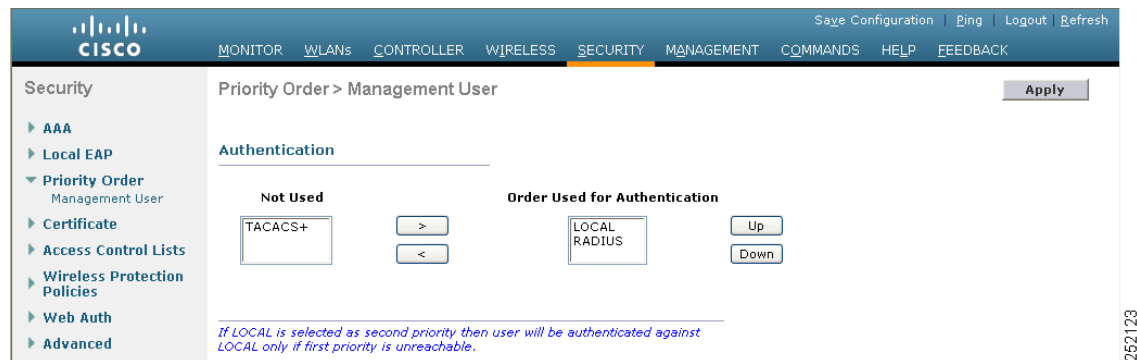 Save Configuration | Ping | Logout | Refresh
CISCO
MONITOR WLANs CONTROLLER WIRELESS SECURITY MANAGEMENT COMMANDS HELP FEEDBACK
Security
Priority Order > Management User
Apply
AAA
Local EAP
Priority Order
Management User
Certificate
Access Control Lists
Wireless Protection
Policies
Web Auth
Advanced
Authentication
Not Used
Order Used for Authentication
TACACS+
>
<
LOCAL
RADIUS
Up
Down
If LOCAL is selected as second priority then user will be authenticated against
LOCAL only if first priority is unreachable.
252123